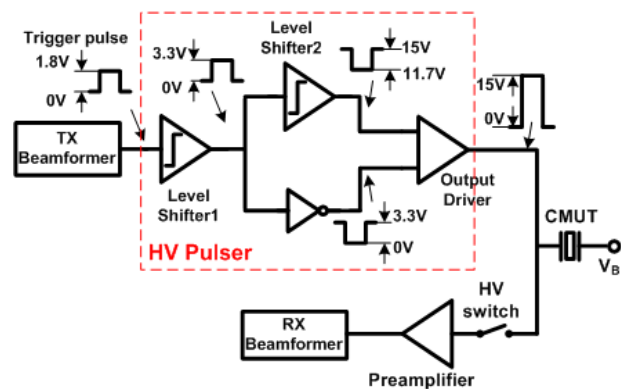 Trigger pulse
1.8V
0V
3.3V
0V
Level
Shifter2
15V
11.7V
15V
0V
TX
Beamformer
Level
Shifter1
Output
Driver
3.3V
0V
HV Pulser
CMUT
VB
HV
switch
RX
Beamformer
Preamplifier